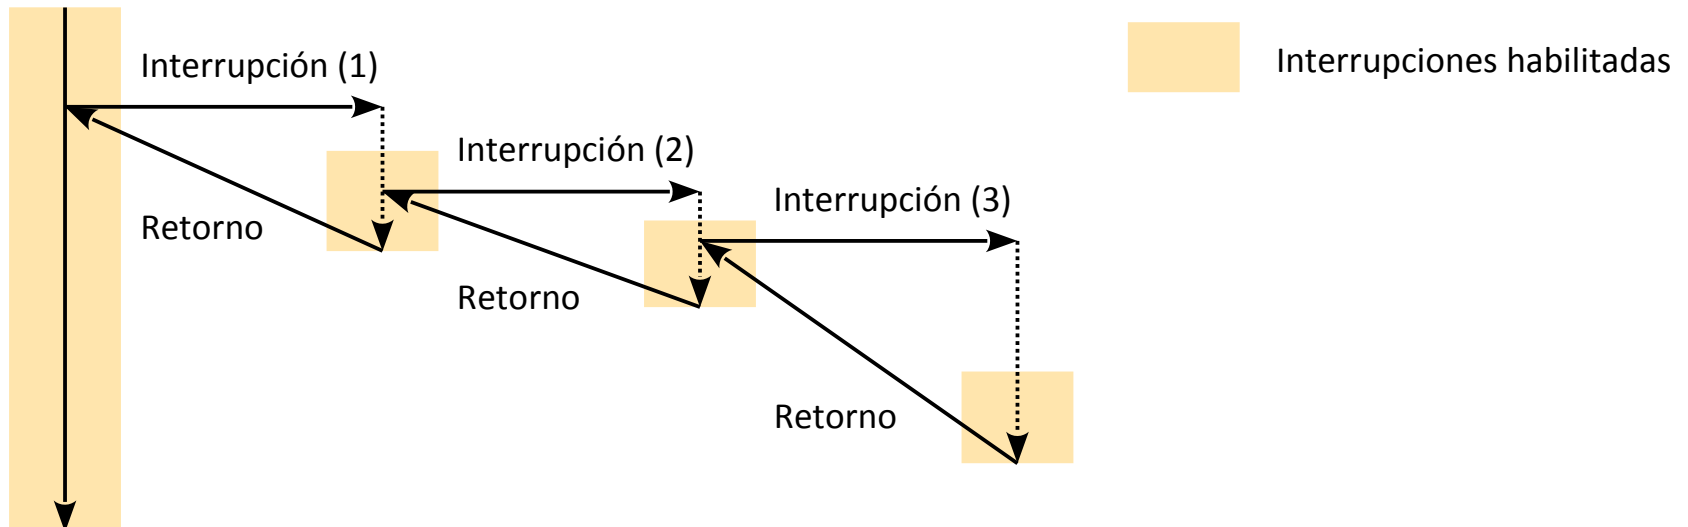 Interrupción (1)
Interrupciones habilitadas
Interrupción (2)
Interrupción (3)
Retorno
Retorno
Retorno